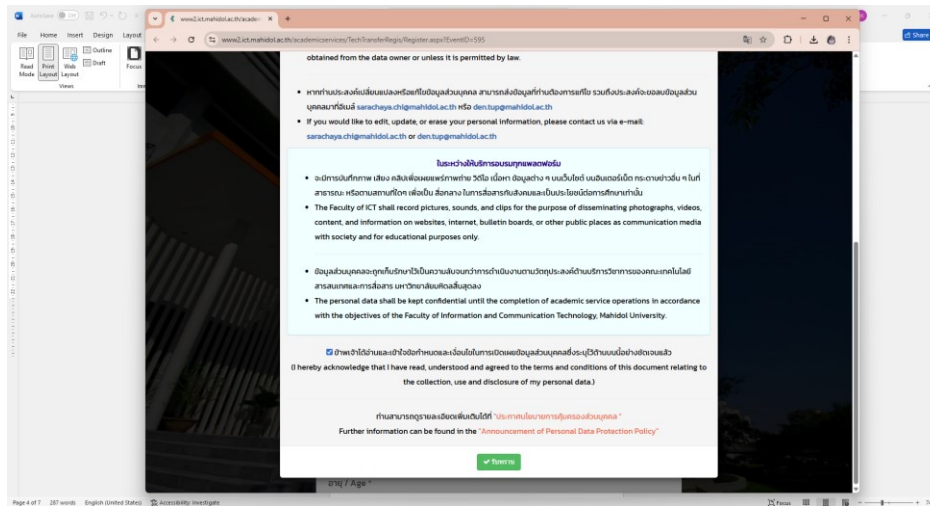 AutoSave Off
www2.ict.mahidol.ac.th/academ
File Home Insert Design Layout
Share
www2.ict.mahidol.ac.th/academicservices/TechTransferRegis/Register.aspx?EventID=595
Read Mode
Print Layout
Web Layout
Outline
Draft
Focus
Views
obtained from the data owner or unless it is permitted by law.
• หากท่านประสงค์เปลี่ยนแปลงหรือแก้ไขข้อมูลส่วนบุคคล สามารถส่งข้อมูลที่ท่านต้องการแก้ไข รวมถึงประสงค์จะขอลบข้อมูลส่วน
บุคคลมาที่อีเมล์ sarachaya.chi@mahidol.ac.th หรือ den.tup@mahidol.ac.th
• If you would like to edit, update, or erase your personal information, please contact us via e-mail:
sarachaya.chi@mahidol.ac.th or den.tup@mahidol.ac.th
ในระหว่างให้บริการอบรมทุกแพลตฟอร์ม
• จะมีการบันทึกภาพ เสียง คลิปเพื่อเผยแพร่ภาพถ่าย วิดีโอ เนื้อหา ข้อมูลต่าง ๆ บนเว็บไซต์ บนอินเตอร์เน็ต กระดานข่าวอื่น ๆ ในที่
สาธารณะ หรือตามสถานที่ใดๆ เพื่อเป็น สื่อกลาง ในการสื่อสารกับสังคมและเป็นประโยชน์ต่อการศึกษาเท่านั้น
• The Faculty of ICT shall record pictures, sounds, and clips for the purpose of disseminating photographs, videos,
content, and information on websites, internet, bulletin boards, or other public places as communication media
with society and for educational purposes only.
• ข้อมูลส่วนบุคคลจะถูกเก็บรักษาไว้เป็นความลับจนกว่าการดำเนินงานตามวัตถุประสงค์ด้านบริการวิชาการของคณะเทคโนโลยี
สารสนเทศและการสื่อสาร มหาวิทยาลัยมหิดลสิ้นสุดลง
• The personal data shall be kept confidential until the completion of academic service operations in accordance
with the objectives of the Faculty of Information and Communication Technology, Mahidol University.
ข้าพเจ้าได้อ่านและเข้าใจข้อกำหนดและเงื่อนไขในการเปิดเผยข้อมูลส่วนบุคคลซึ่งระบุไว้ด้านบนนี้อย่างชัดเจนแล้ว
(I hereby acknowledge that I have read, understood and agreed to the terms and conditions of this document relating to
the collection, use and disclosure of my personal data.)
ท่านสามารถดูรายละเอียดเพิ่มเติมได้ที่ "ประกาศนโยบายการคุ้มครองส่วนบุคคล "
Further information can be found in the "Announcement of Personal Data Protection Policy"
✔ รับทราบ
อายุ / Age *
Page 4 of 7 287 words English (United States) Accessibility: Investigate Focus